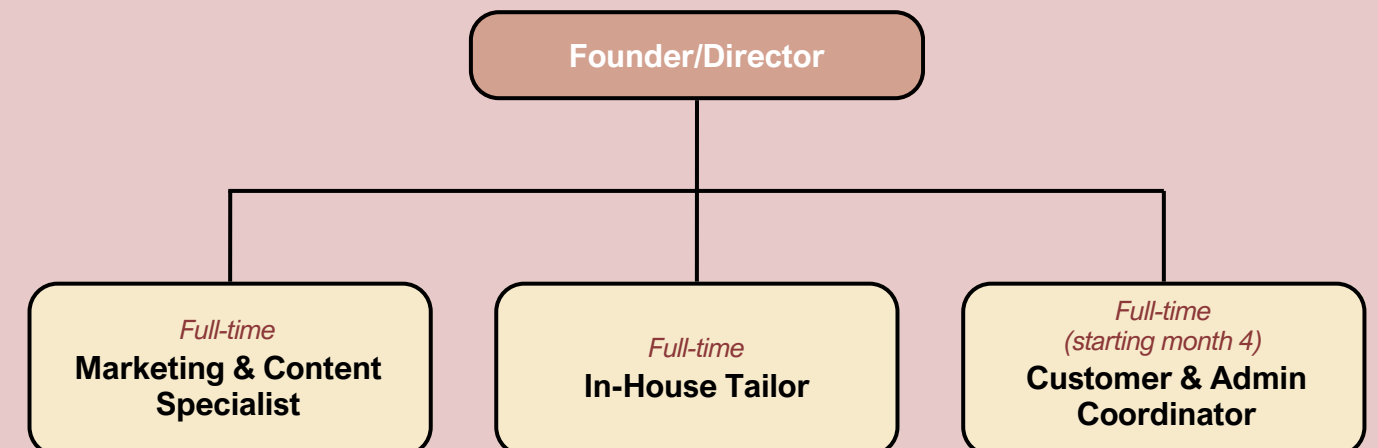 Founder/Director
Full-time
Marketing & Content
Specialist
Full-time
In-House Tailor
Full-time
(starting month 4)
Customer & Admin
Coordinator